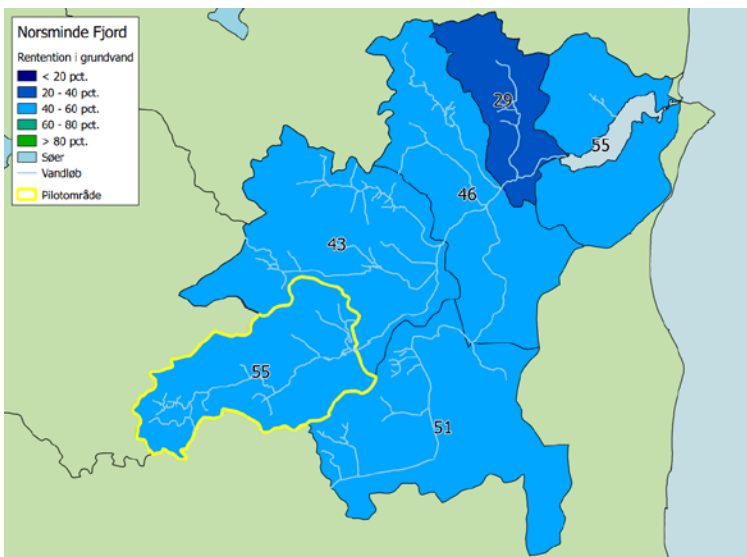 Norsminde Fjord
Rentention i grundvand
< 20 pct.
20 - 40 pct.
40 - 60 pct.
60 - 80 pct.
> 80 pct.
Søer
Vandløb
Pilotområde
29
55
46
43
55
51